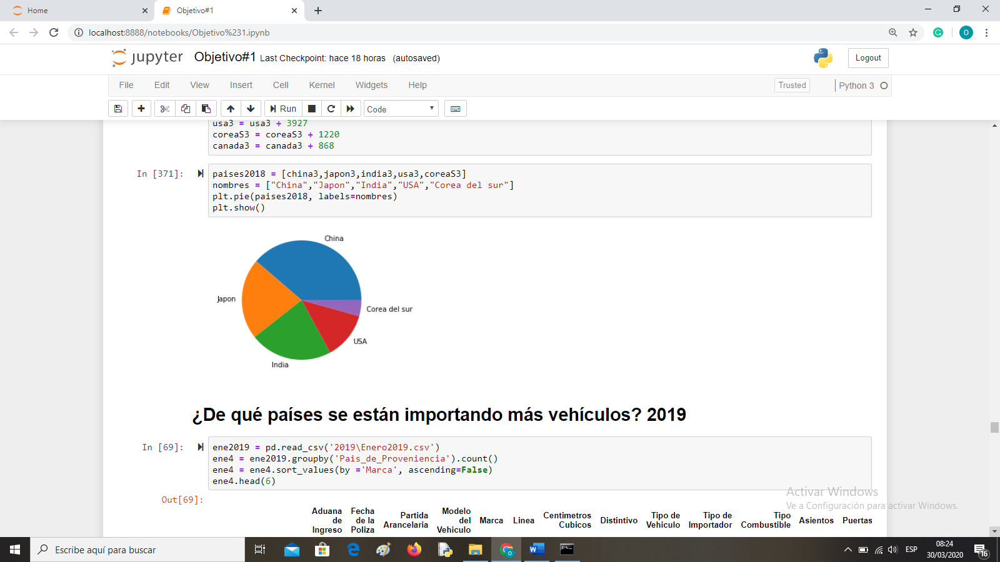 Home
Objetivo#1
localhost:8888/notebooks/Objetivo%231.ipynb
O
jupyter Objetivo#1 Last Checkpoint: hace 18 horas (autosaved)
Logout
File Edit View Insert Cell Kernel Widgets Help
Trusted
Python 3
Run
Code
usa3 = usa3 + 3927
coreaS3 = coreaS3 + 1220
canada3 = canada3 + 868
In [371]:
paises2018 = [china3,japon3,india3,usa3,coreaS3]
nombres = ["China","Japon","India","USA","Corea del sur"]
plt.pie(paises2018, labels=nombres)
plt.show()
China
Japon
Corea del sur
USA
India
¿De qué países se están importando más vehículos? 2019
In [69]:
ene2019 = pd.read_csv('2019\Enero2019.csv')
ene4 = ene2019.groupby('Pais_de_Proveniencia').count()
ene4 = ene4.sort_values(by ='Marca', ascending=False)
ene4.head(6)
Out[69]:
Aduana de Ingreso Fecha de la Poliza Partida Arancelaria Modelo del Vehiculo Marca Linea Centimetros Cubicos Distintivo Tipo de Vehiculo Tipo de Importador Tipo Combustible Asientos Puertas
Activar Windows
Ve a Configuración para activar Windows.
Escribe aquí para buscar
ESP
08:24
30/03/2020
16